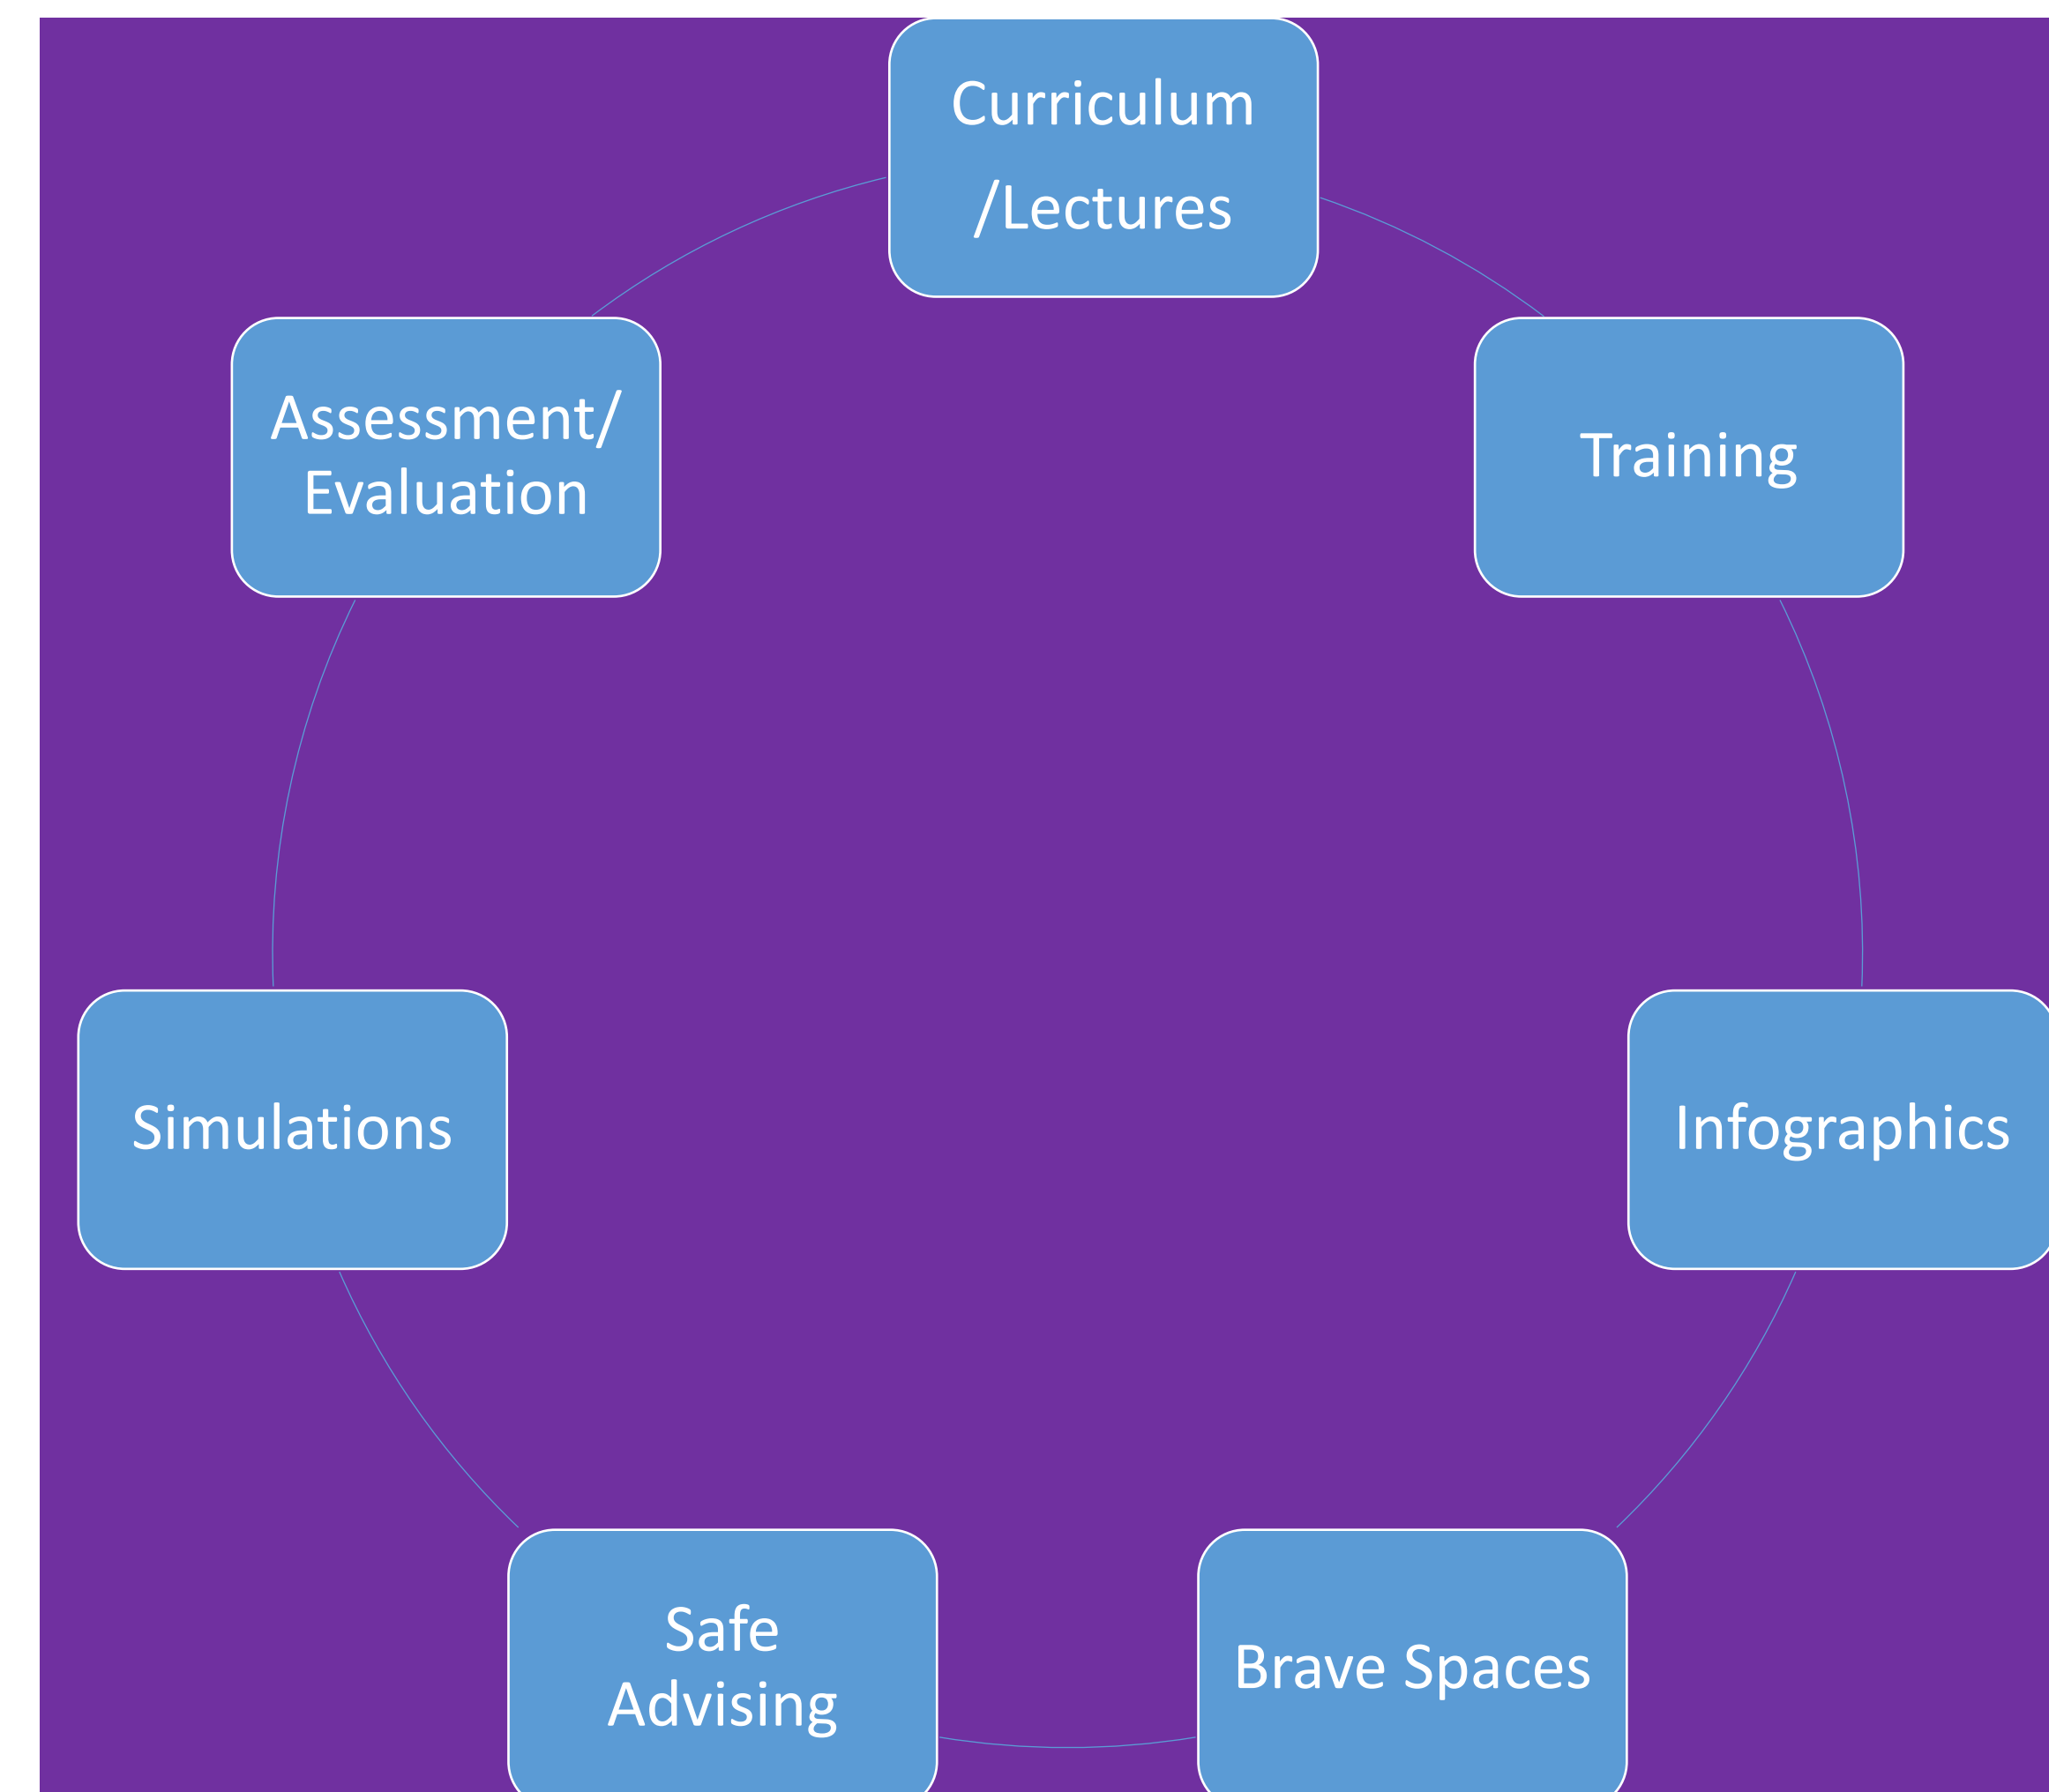 Curriculum
/Lectures
Assessment/
Evaluation
Training
Simulations
Infographics
Safe
Advising
Brave Spaces